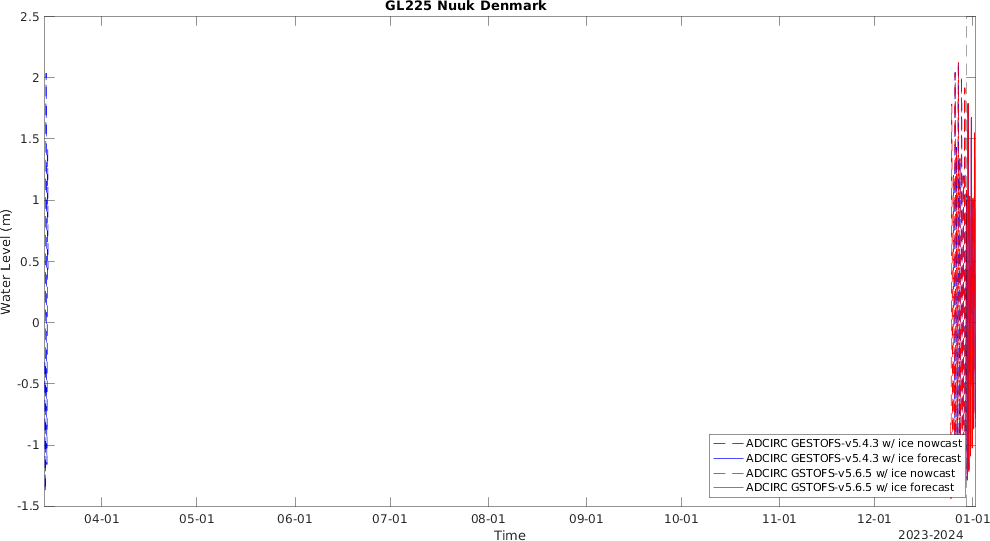 GL225 Nuuk Denmark
2.5
2
1.5
1
0.5
0
-0.5
-1
-1.5
Water Level (m)
ADCIRC GESTOFS-v5.4.3 w/ ice nowcast
ADCIRC GESTOFS-v5.4.3 w/ ice forecast
ADCIRC GSTOFS-v5.6.5 w/ ice nowcast
ADCIRC GSTOFS-v5.6.5 w/ ice forecast
04-01 05-01 06-01 07-01 08-01 09-01 10-01 11-01 12-01 01-01
Time
2023-2024